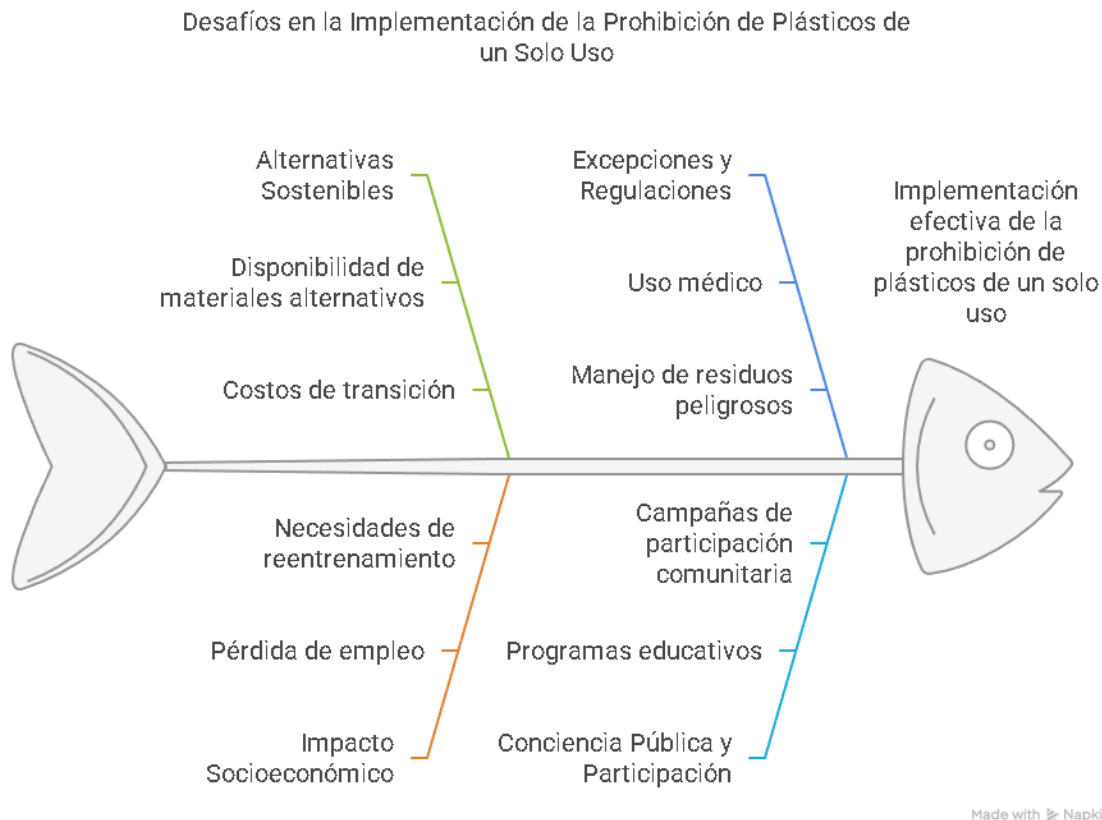 Desafíos en la Implementación de la Prohibición de Plásticos de
un Solo Uso
Alternativas
Sostenibles
Disponibilidad de
materiales alternativos
Costos de transición
Excepciones y
Regulaciones
Uso médico
Manejo de residuos
peligrosos
Implementación
efectiva de la
prohibición de
plásticos de un solo
uso
Necesidades de
reentrenamiento
Pérdida de empleo
Impacto
Socioeconómico
Campañas de
participación
comunitaria
Programas educativos
Conciencia Pública y
Participación
Made with Napki